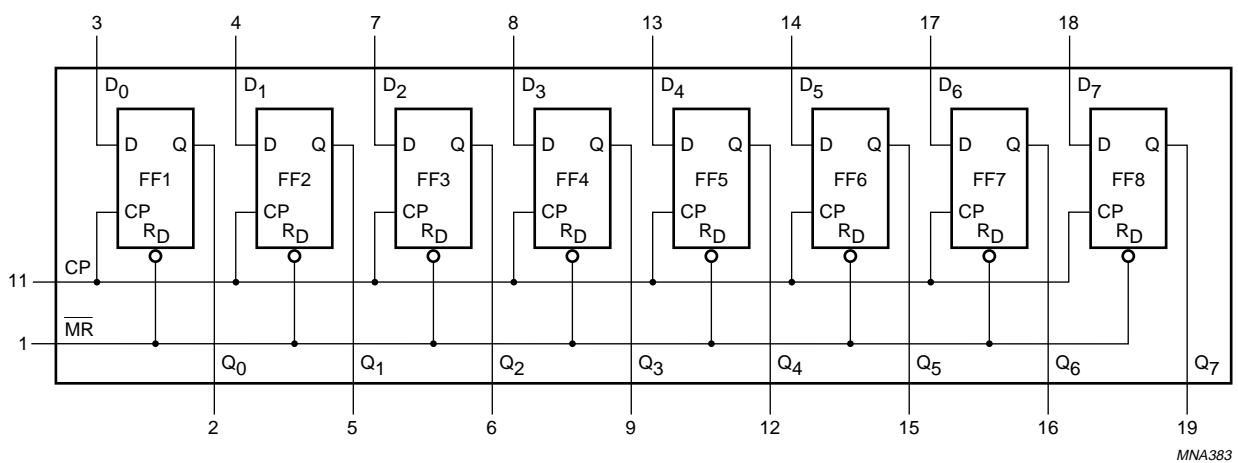 3 4 7 8 13 14 17 18
D0 D1 D2 D3 D4 D5 D6 D7
D Q D Q D Q D Q D Q D Q D Q D Q
FF1 FF2 FF3 FF4 FF5 FF6 FF7 FF8
CP CP CP CP CP CP CP CP
RD RD RD RD RD RD RD RD
CP
11
M̅R̅
1
Q0 Q1 Q2 Q3 Q4 Q5 Q6 Q7
2 5 6 9 12 15 16 19
MNA383